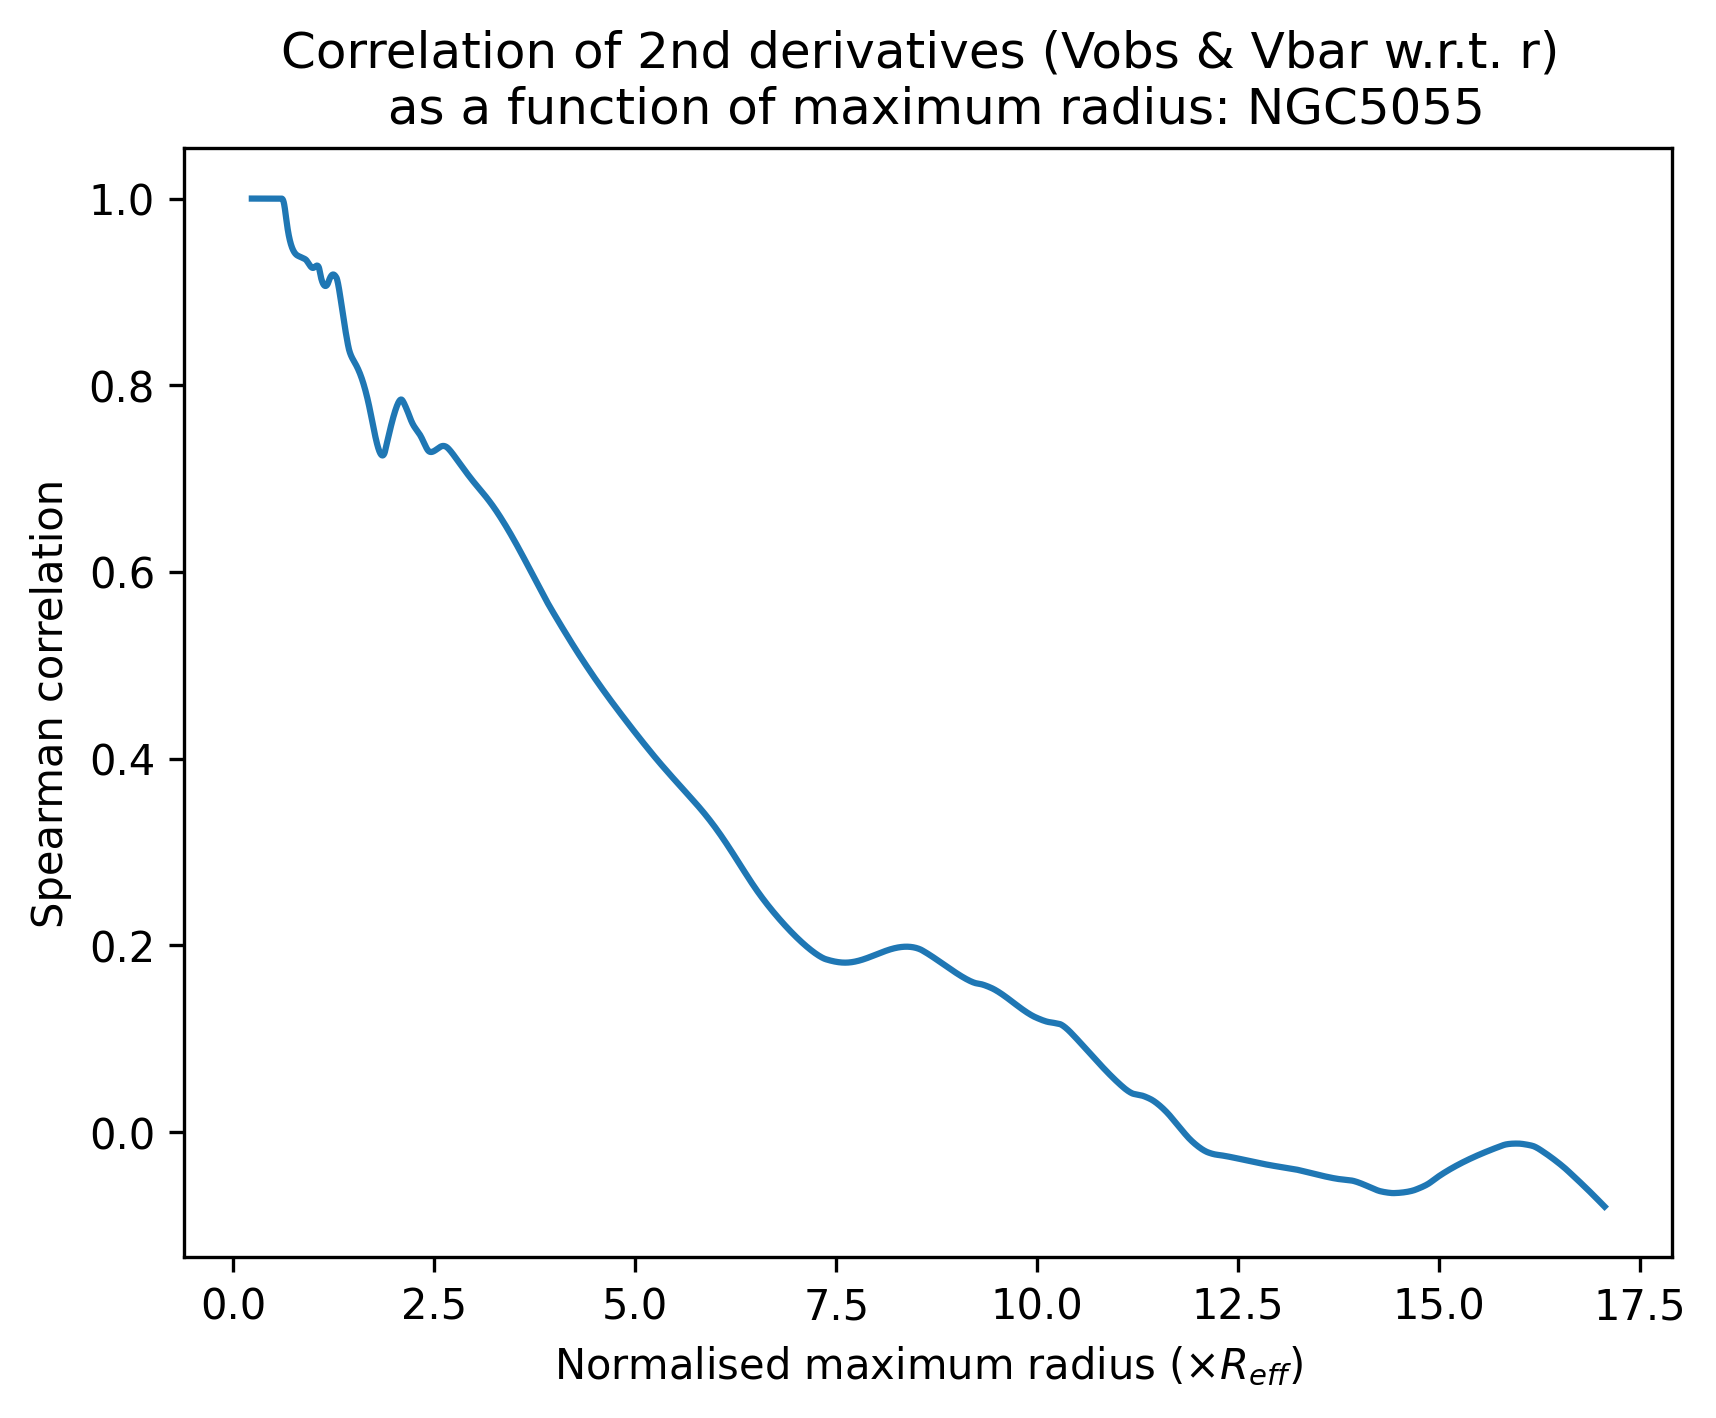 Correlation of 2nd derivatives (Vobs & Vbar w.r.t. r)
as a function of maximum radius: NGC5055
1.0
0.8
0.6
0.4
0.2
0.0
Spearman correlation
0.0 2.5 5.0 7.5 10.0 12.5 15.0 17.5
Normalised maximum radius (×R_eff)